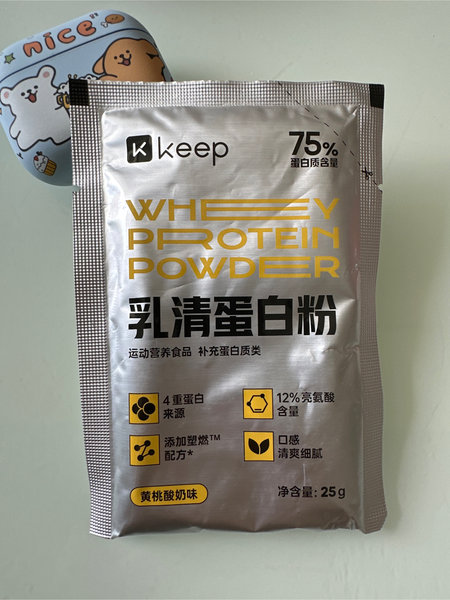 nice
keep
75%
蛋白质含量
WHEY
PROTEIN
POWDER
乳清蛋白粉
运动营养食品 补充蛋白质类
4重蛋白
来源
12%亮氨酸
含量
添加塑燃™
配方*
口感
清爽细腻
黄桃酸奶味
净含量：25g